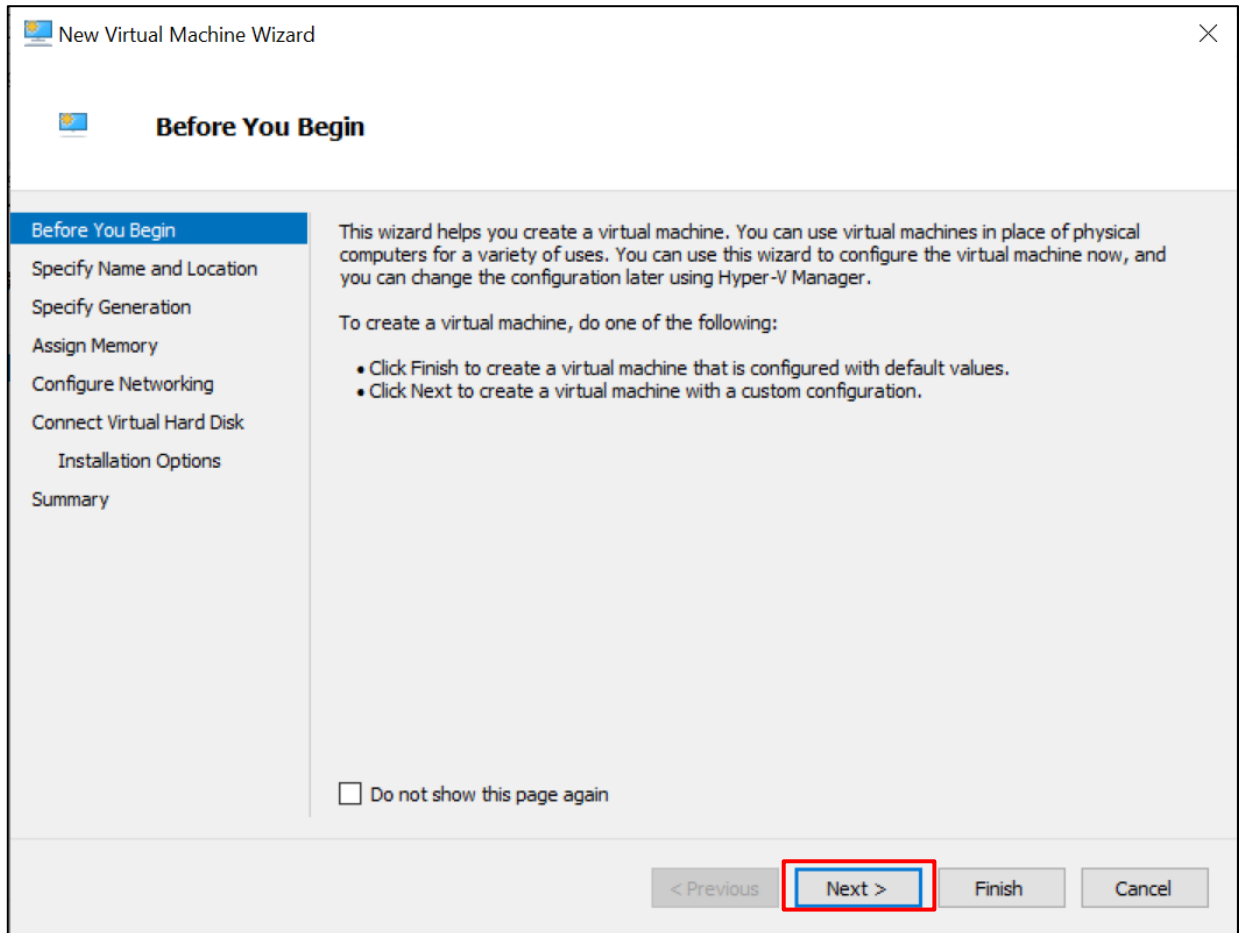 New Virtual Machine Wizard
Before You Begin
Before You Begin
Specify Name and Location
Specify Generation
Assign Memory
Configure Networking
Connect Virtual Hard Disk
Installation Options
Summary
This wizard helps you create a virtual machine. You can use virtual machines in place of physical
computers for a variety of uses. You can use this wizard to configure the virtual machine now, and
you can change the configuration later using Hyper-V Manager.
To create a virtual machine, do one of the following:
• Click Finish to create a virtual machine that is configured with default values.
• Click Next to create a virtual machine with a custom configuration.
Do not show this page again
< Previous
Next >
Finish
Cancel